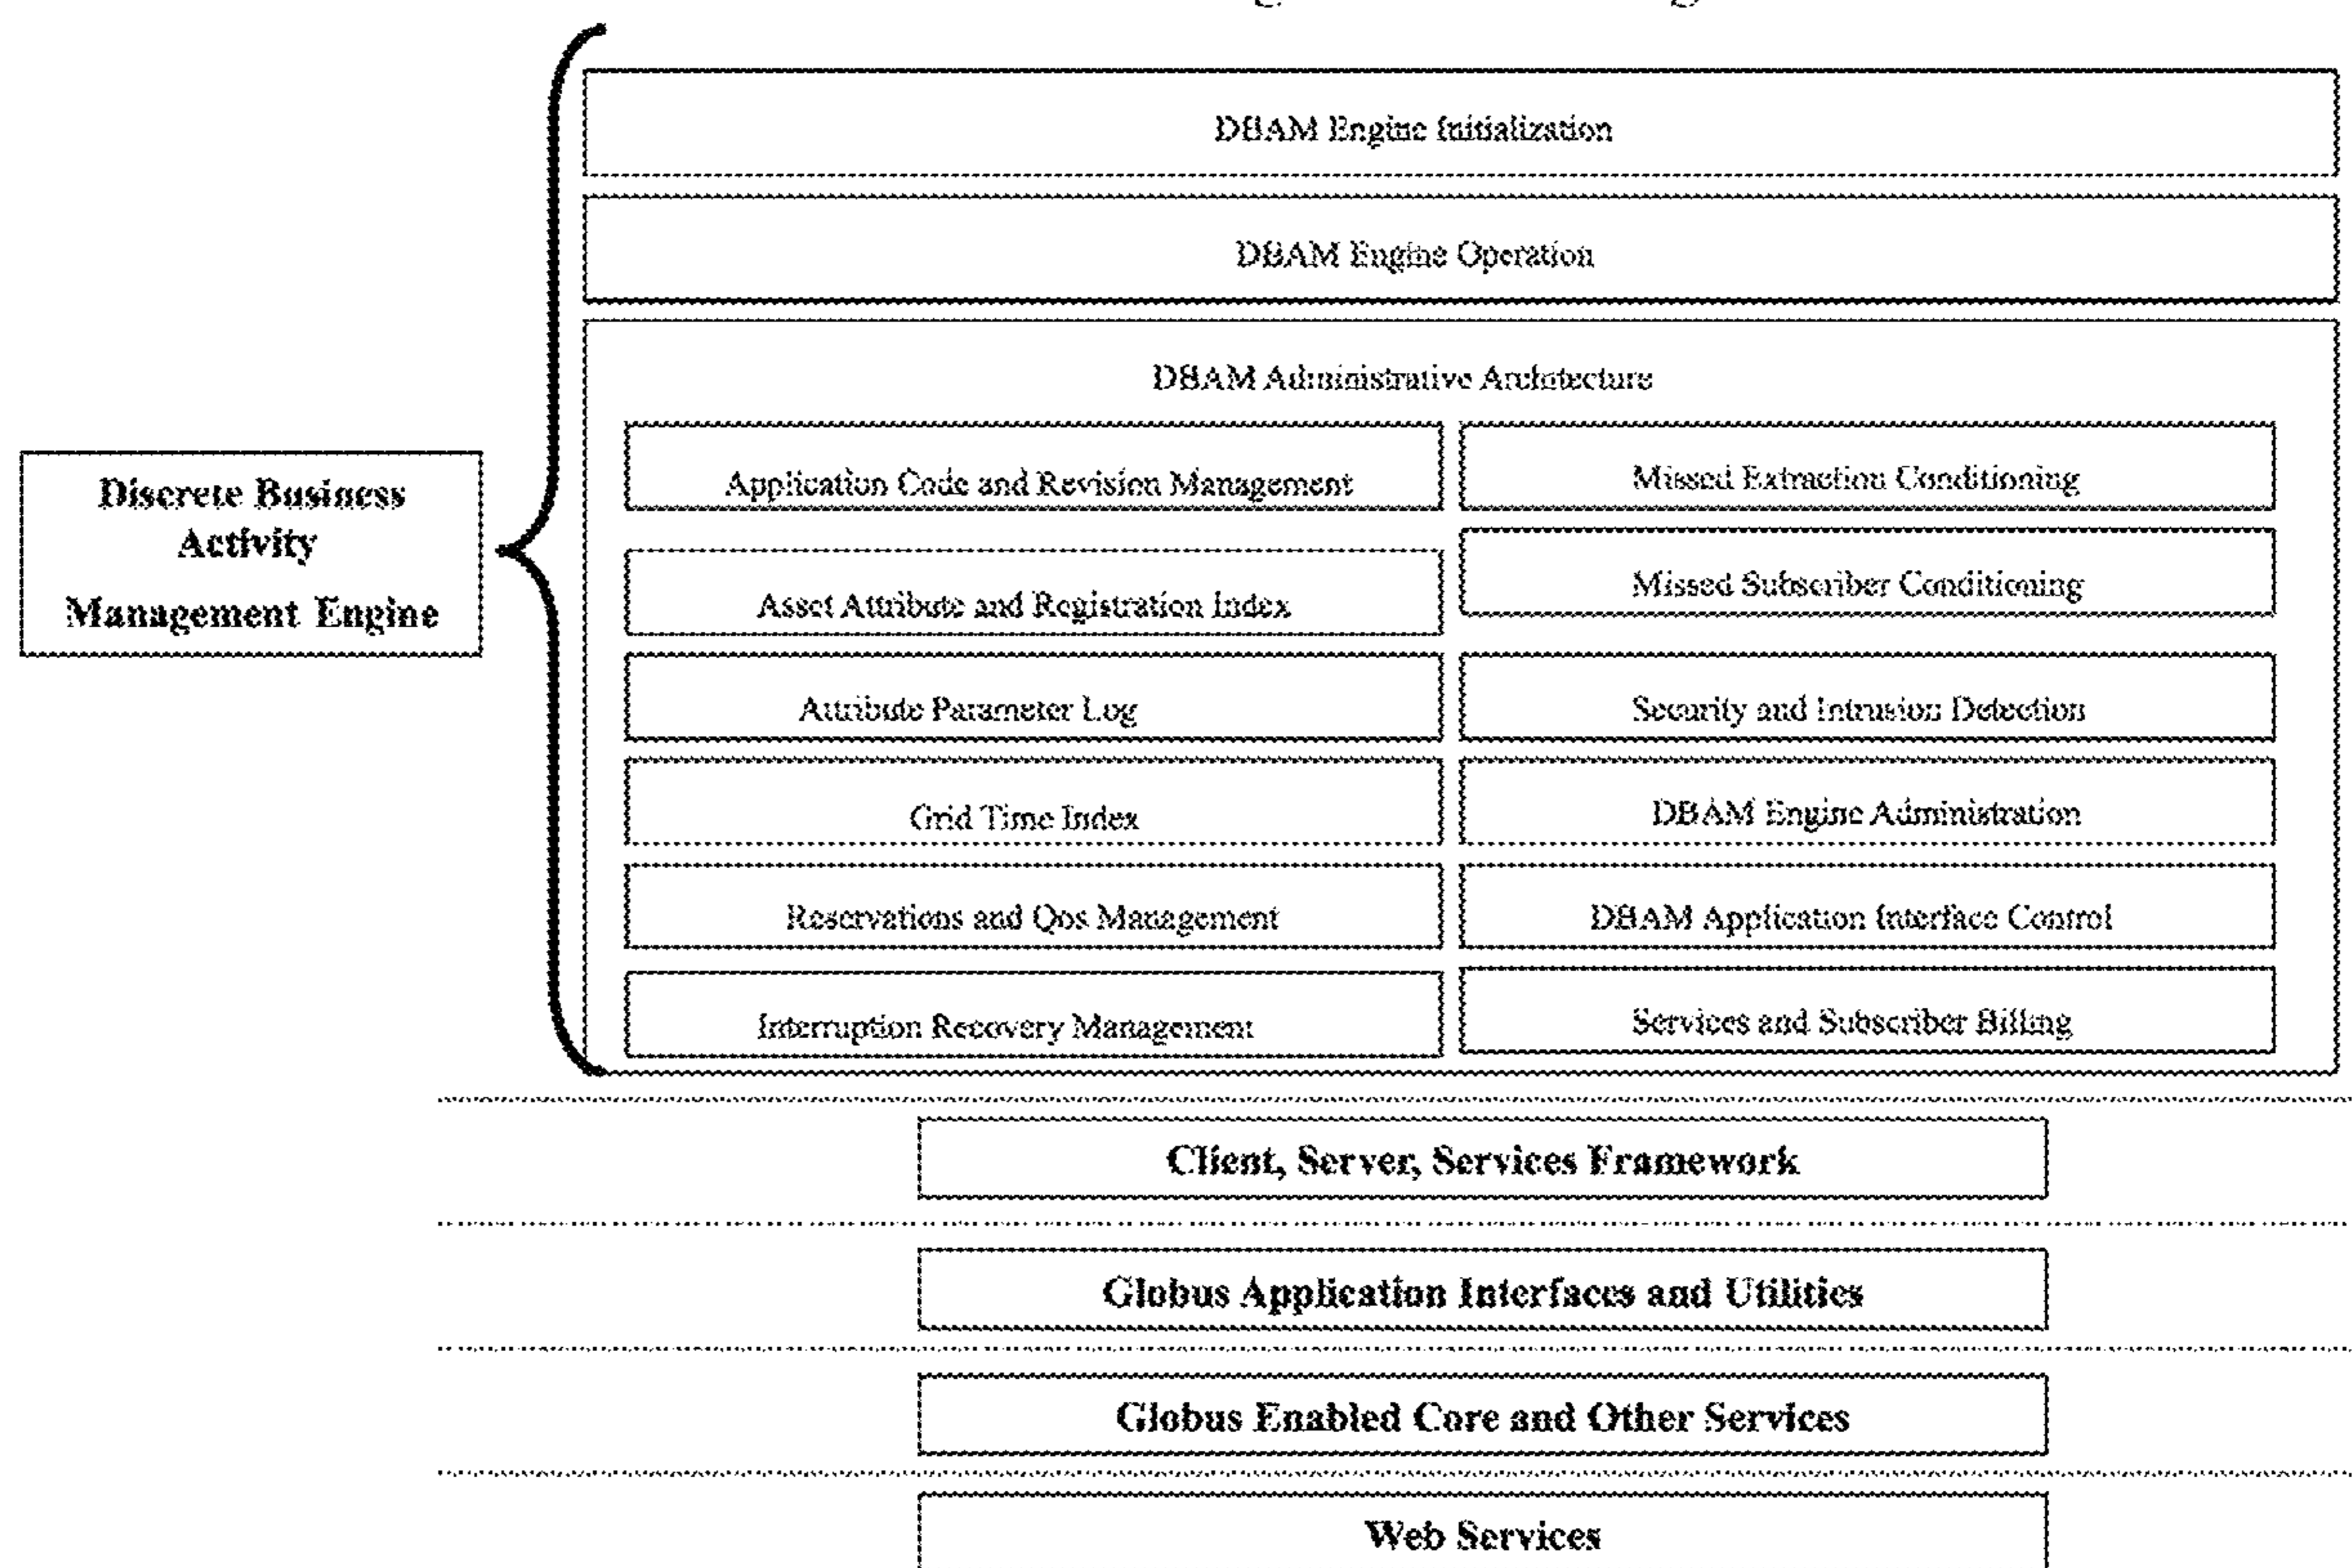 DBAM Engine Initialization
DBAM Engine Operation
DBAM Administrative Architecture
Application Code and Revision Management
Missed Extraction Conditioning
Discrete Business
Activity
Management Engine
Asset Attribute and Registration Index
Missed Subscriber Conditioning
Attribute Parameter Log
Security and Intrusion Detection
Grid Time Index
DBAM Engine Administration
Reservations and Qos Management
DBAM Application Interface Control
Interruption Recovery Management
Services and Subscriber Billing
Client, Server, Services Framework
Globus Application Interfaces and Utilities
Globus Enabled Core and Other Services
Web Services